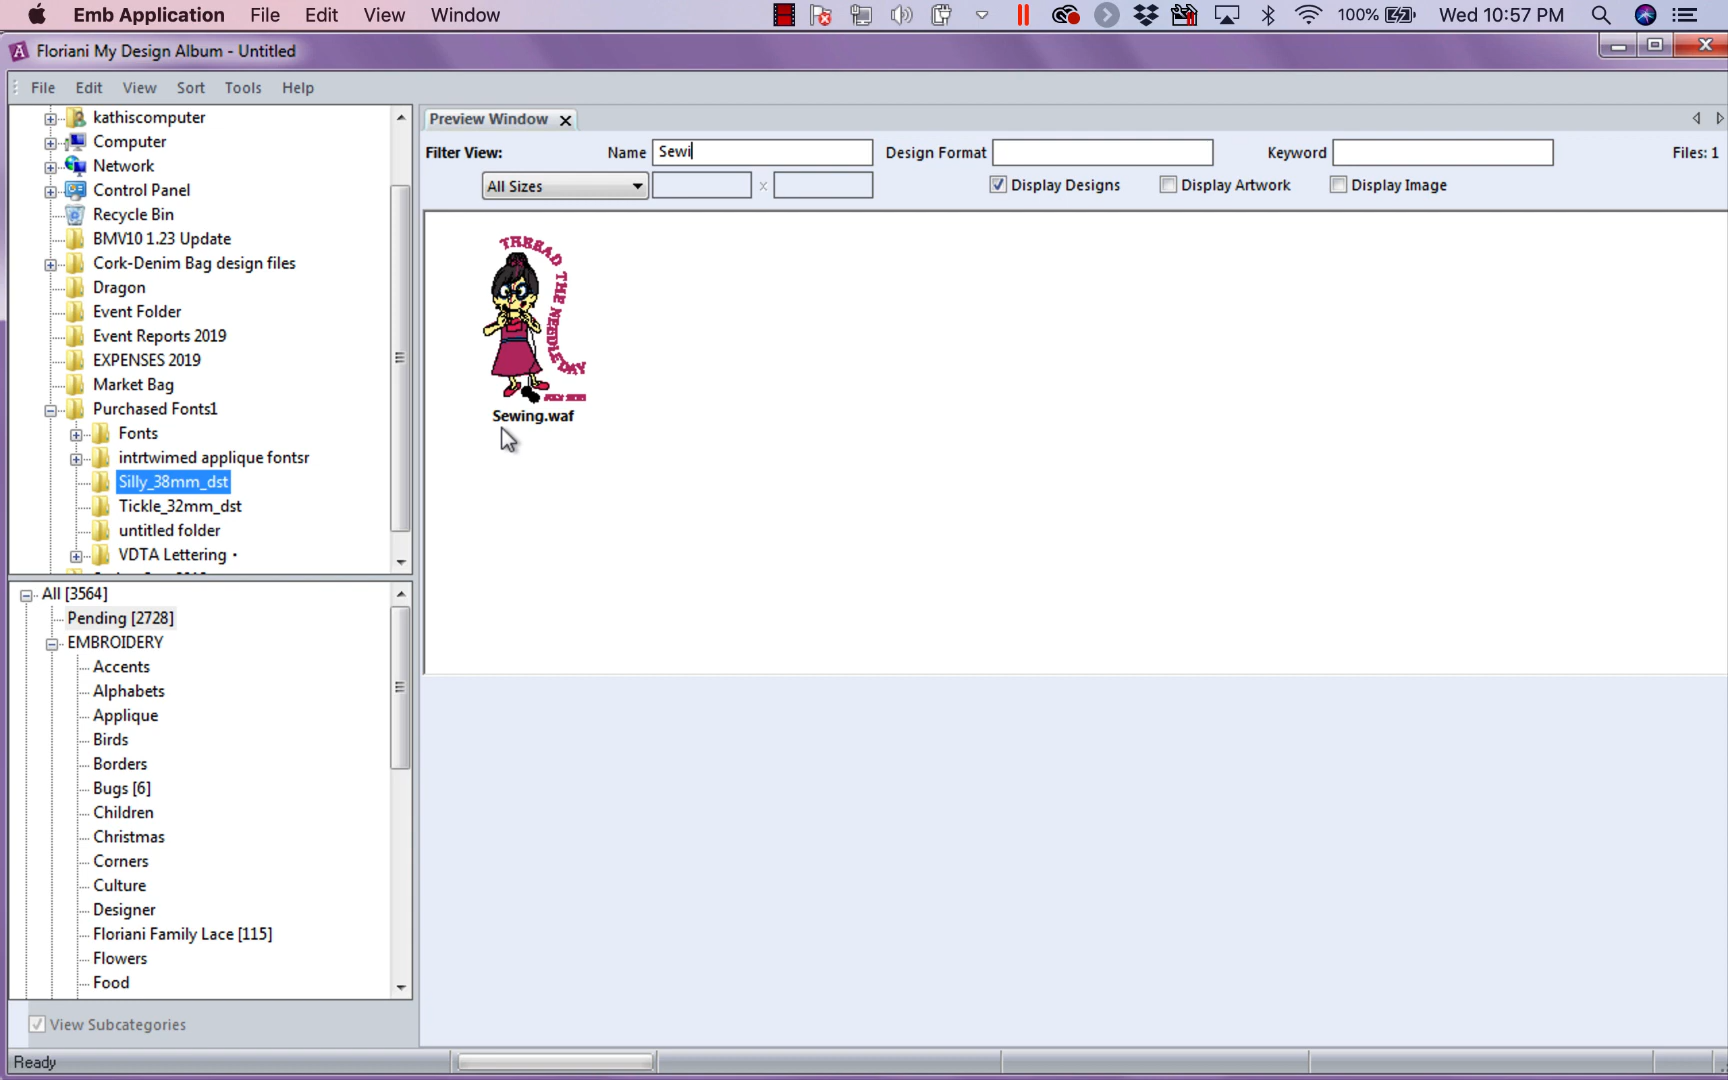 Emb Application File Edit View Window 100% Wed 10:57 PM
Floriani My Design Album - Untitled
File Edit View Sort Tools Help
kathiscomputer
Computer
Network
Control Panel
Recycle Bin
BMV10 1.23 Update
Cork-Denim Bag design files
Dragon
Event Folder
Event Reports 2019
EXPENSES 2019
Market Bag
Purchased Fonts1
Fonts
intrtwimed applique fontsr
Silly_38mm_dst
Tickle_32mm_dst
untitled folder
VDTA Lettering •
All [3564]
Pending [2728]
EMBROIDERY
Accents
Alphabets
Applique
Birds
Borders
Bugs [6]
Children
Christmas
Corners
Culture
Designer
Floriani Family Lace [115]
Flowers
Food
View Subcategories
Ready
Preview Window
Filter View: Name Sewi Design Format Keyword Files: 1
All Sizes x Display Designs Display Artwork Display Image
THREAD THE NEEDLE DAY
Sewing.waf